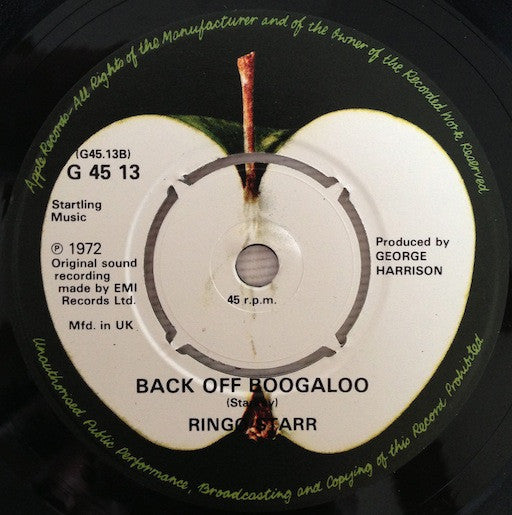 Apple Records-All Rights of the Manufacturer and of the Owner of the Recorded Work Reserved
(G45.13B)
G 45 13
Startling
Music
℗ 1972
Original sound
recording
made by EMI
Records Ltd.
Mfd. in UK
Produced by
GEORGE
HARRISON
45 r.p.m.
BACK OFF BOOGALOO
RINGO STARR
Unauthorised Public Performance, Broadcasting and Copying of this Record Prohibited